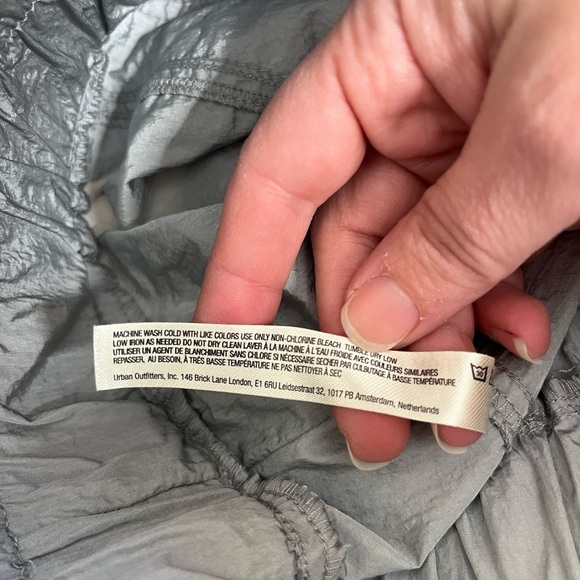 MACHINE WASH COLD WITH LIKE COLORS USE ONLY NON-CHLORINE BLEACH TUMBLE DRY LOW
LOW IRON AS NEEDED DO NOT DRY CLEAN LAVER À LA MACHINE À L'EAU FROIDE AVEC COULEURS SIMILAIRES
UTILISER UN AGENT DE BLANCHIMENT SANS CHLORE SI NÉCESSAIRE SECHER PAR CULBUTAGE À BASSE TEMPÉRATURE
REPASSER, AU BESOIN, À TRÈS BASSE TEMPÉRATURE NE PAS NETTOYER À SEC
Urban Outfitters, Inc. 146 Brick Lane London, E1 6RU Leidsestraat 32, 1017 PB Amsterdam, Netherlands
30